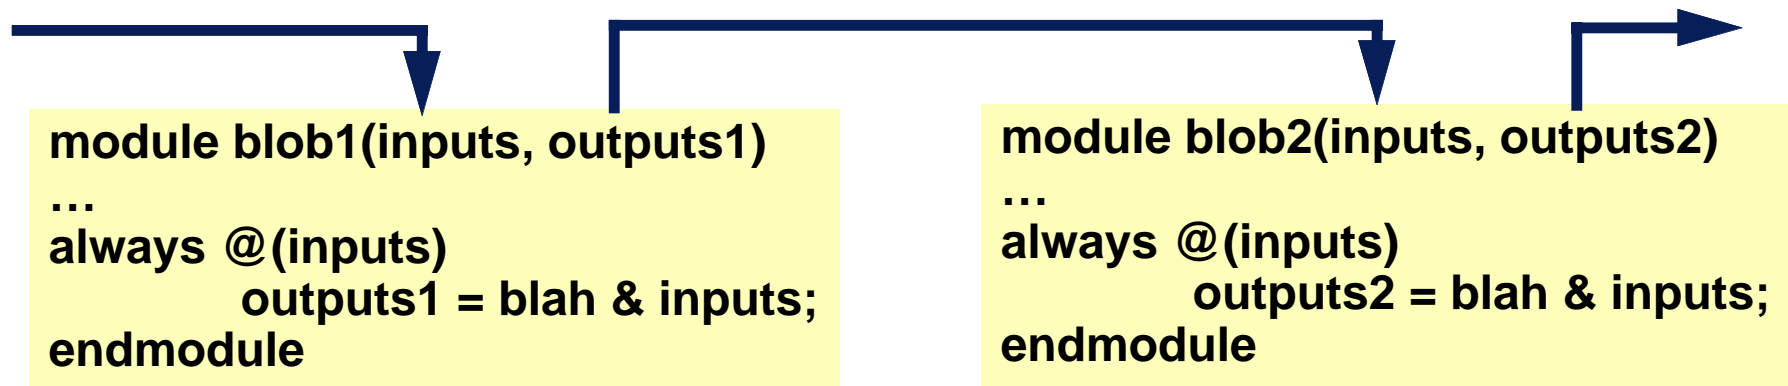 module blob1(inputs, outputs1)
…
always @(inputs)
outputs1 = blah & inputs;
endmodule
module blob2(inputs, outputs2)
…
always @(inputs)
outputs2 = blah & inputs;
endmodule